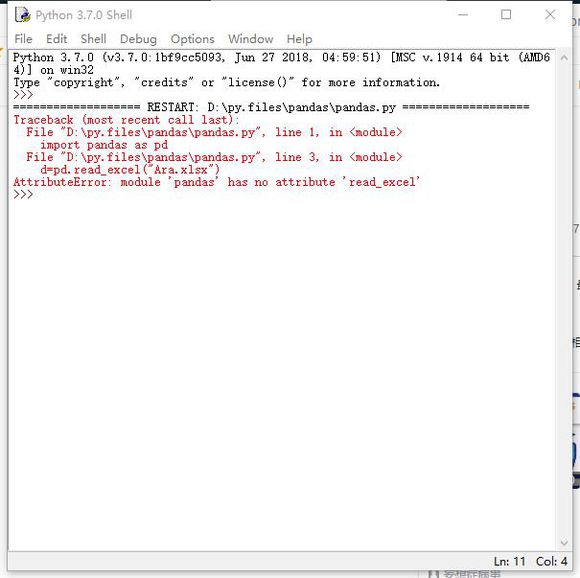 Python 3.7.0 Shell
File Edit Shell Debug Options Window Help
Python 3.7.0 (v3.7.0:1bf9cc5093, Jun 27 2018, 04:59:51) [MSC v.1914 64 bit (AMD6
4)] on win32
Type "copyright", "credits" or "license()" for more information.
>>>
=================== RESTART: D:\py.files\pandas\pandas.py ===================
Traceback (most recent call last):
  File "D:\py.files\pandas\pandas.py", line 1, in <module>
    import pandas as pd
  File "D:\py.files\pandas\pandas.py", line 3, in <module>
    d=pd.read_excel("Ara.xlsx")
AttributeError: module 'pandas' has no attribute 'read_excel'
>>>
Ln: 11 Col: 4